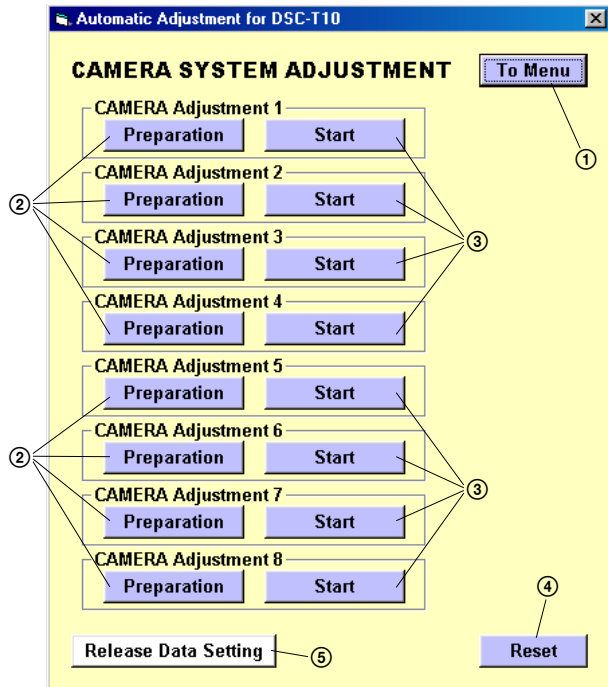 Automatic Adjustment for DSC-T10
CAMERA SYSTEM ADJUSTMENT
To Menu
①
CAMERA Adjustment 1
Preparation Start
CAMERA Adjustment 2
Preparation Start
②
③
CAMERA Adjustment 3
Preparation Start
CAMERA Adjustment 4
Preparation Start
CAMERA Adjustment 5
Preparation Start
CAMERA Adjustment 6
Preparation Start
②
③
CAMERA Adjustment 7
Preparation Start
CAMERA Adjustment 8
Preparation Start
④
Release Data Setting
⑤
Reset